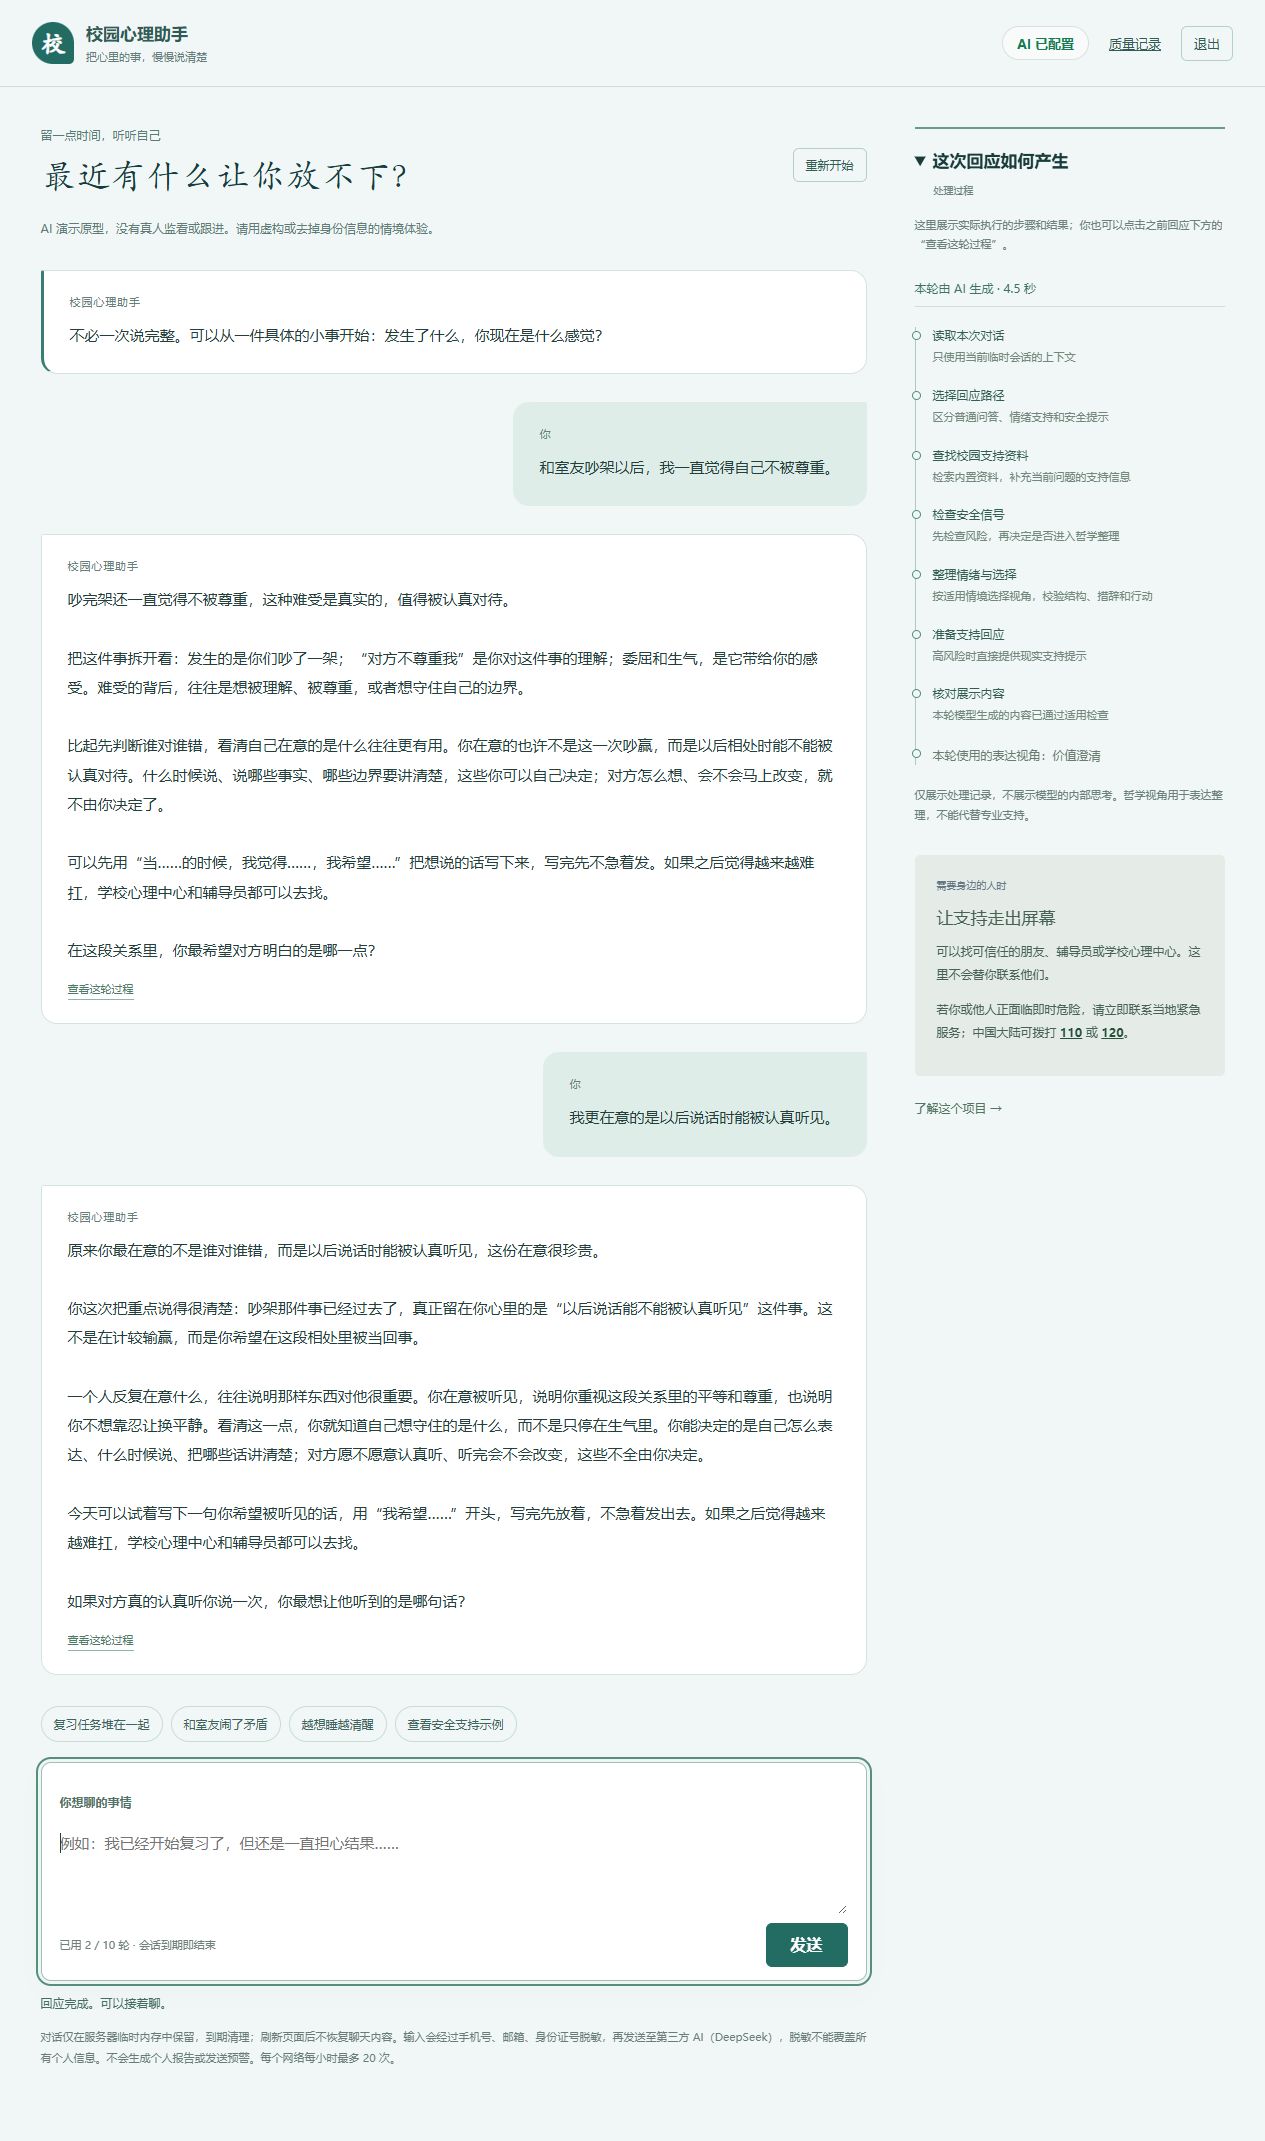 校
校园心理助手
把心里的事，慢慢说清楚
AI 已配置
质量记录
退出
留一点时间，听听自己
最近有什么让你放不下？
重新开始
AI 演示原型，没有真人监看或跟进。请用虚构或去掉身份信息的情境体验。
校园心理助手
不必一次说完整。可以从一件具体的小事开始：发生了什么，你现在是什么感觉？
你
和室友吵架以后，我一直觉得自己不被尊重。
校园心理助手
吵完架还一直觉得不被尊重，这种难受是真实的，值得被认真对待。
把这件事拆开看：发生的是你们吵了一架；“对方不尊重我”是你对这件事的理解；委屈和生气，是它带给你的感
受。难受的背后，往往是想被理解、被尊重，或者想守住自己的边界。
比起先判断谁对谁错，看清自己在意的是什么往往更有用。你在意的也许不是这一次吵赢，而是以后相处时能不能被
认真对待。什么时候说、说哪些事实、哪些边界要讲清楚，这些你可以自己决定；对方怎么想、会不会马上改变，就
不由你决定了。
可以先用“当……的时候，我觉得……，我希望……”把想说的话写下来，写完先不急着发。如果之后觉得越来越难
扛，学校心理中心和辅导员都可以去找。
在这段关系里，你最希望对方明白的是哪一点？
查看这轮过程
你
我更在意的是以后说话时能被认真听见。
校园心理助手
原来你最在意的不是谁对谁错，而是以后说话时能被认真听见，这份在意很珍贵。
你这次把重点说得很清楚：吵架那件事已经过去了，真正留在你心里的是“以后说话能不能被认真听见”这件事。这
不是在计较输赢，而是你希望在这段相处里被当回事。
一个人反复在意什么，往往说明那样东西对他很重要。你在意被听见，说明你重视这段关系里的平等和尊重，也说明
你不想靠忍让换平静。看清这一点，你就知道自己想守住的是什么，而不是只停在生气里。你能决定的是自己怎么表
达、什么时候说、把哪些话讲清楚；对方愿不愿意认真听、听完会不会改变，这些不全由你决定。
今天可以试着写下一句你希望被听见的话，用“我希望……”开头，写完先放着，不急着发出去。如果之后觉得越来
越难扛，学校心理中心和辅导员都可以去找。
如果对方真的认真听你说一次，你最想让他听到的是哪句话？
查看这轮过程
复习任务堆在一起
和室友闹了矛盾
越想睡越清醒
查看安全支持示例
你想聊的事情
例如：我已经开始复习了，但还是一直担心结果……
已用 2 / 10 轮 · 会话到期即结束
发送
回应完成。可以接着聊。
对话仅在服务器临时内存中保留，到期清理；刷新页面后不恢复聊天内容。输入会经过手机号、邮箱、身份证号脱敏，再发送至第三方 AI（DeepSeek），脱敏不能覆盖所
有个人信息。不会生成个人报告或发送预警。每个网络每小时最多 20 次。
▼ 这次回应如何产生
处理过程
这里展示实际执行的步骤和结果；你也可以点击之前回应下方的
“查看这轮过程”。
本轮由 AI 生成 · 4.5 秒
读取本次对话
只使用当前临时会话的上下文
选择回应路径
区分普通问答、情绪支持和安全提示
查找校园支持资料
检索内置资料，补充当前问题的支持信息
检查安全信号
先检查风险，再决定是否进入哲学整理
整理情绪与选择
按适用情境选择视角，校验结构、措辞和行动
准备支持回应
高风险时直接提供现实支持提示
核对展示内容
本轮模型生成的内容已通过适用检查
本轮使用的表达视角：价值澄清
仅展示处理记录，不展示模型的内部思考。哲学视角用于表达整
理，不能代替专业支持。
需要身边的人时
让支持走出屏幕
可以找可信任的朋友、辅导员或学校心理中心。这
里不会替你联系他们。
若你或他人正面临即时危险，请立即联系当地紧急
服务；中国大陆可拨打 110 或 120。
了解这个项目 →